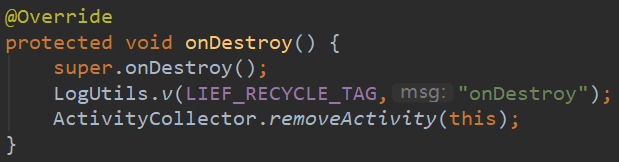 @Override
protected void onDestroy() {
super.onDestroy();
LogUtils.v(LIEF_RECYCLE_TAG, msg: "onDestroy");
ActivityCollector.removeActivity(this);
}